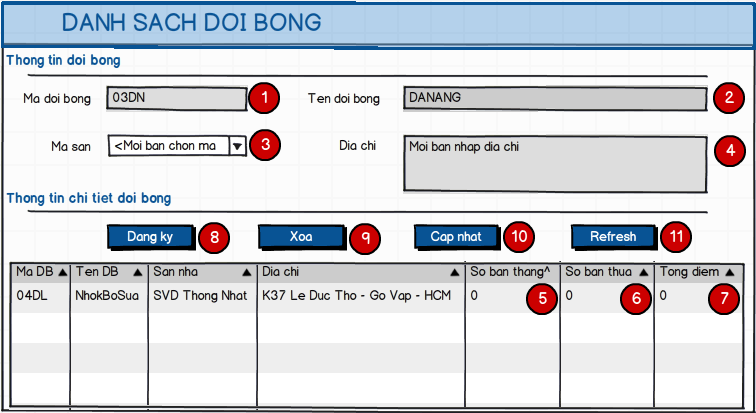 DANH SACH DOI BONG
Thong tin doi bong
Ma doi bong 03DN 1 Ten doi bong DANANG 2
Ma san <Moi ban chon ma 3 Dia chi Moi ban nhap dia chi 4
Thong tin chi tiet doi bong
Dang ky 8 Xoa 9 Cap nhat 10 Refresh 11
Ma DB Ten DB San nha Dia chi So ban thang^ So ban thua Tong diem
04DL NhokBoSua SVD Thong Nhat K37 Le Duc Tho - Go Vap - HCM 0 5 0 6 0 7